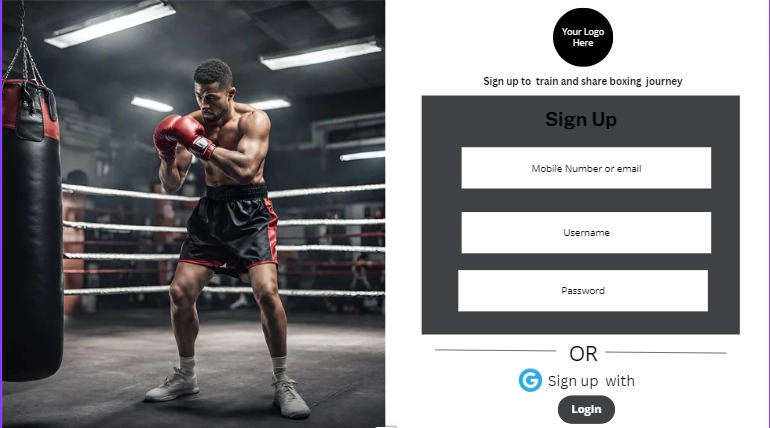 Your Logo
Here
Sign up to train and share boxing journey
Sign Up
Mobile Number or email
Username
Password
OR
G Sign up with
Login